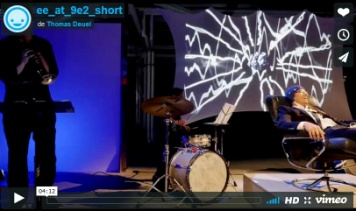 ee_at_9e2_short
de Thomas Deuel
04:12
HD vimeo